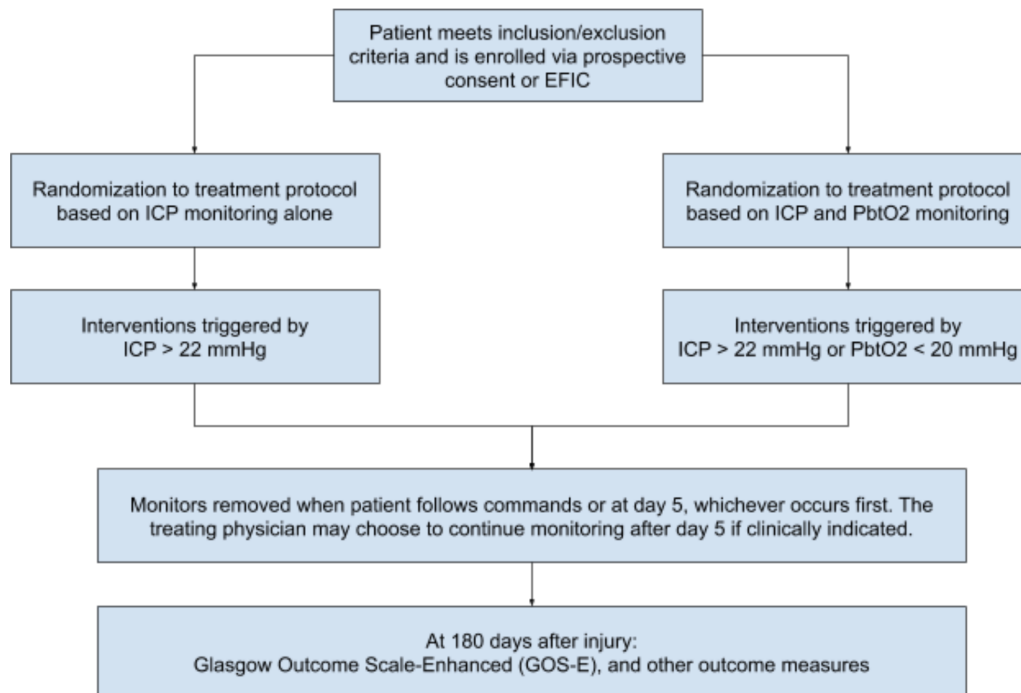 Patient meets inclusion/exclusion
criteria and is enrolled via prospective
consent or EFIC
Randomization to treatment protocol
based on ICP monitoring alone
Randomization to treatment protocol
based on ICP and PbtO2 monitoring
Interventions triggered by
ICP > 22 mmHg
Interventions triggered by
ICP > 22 mmHg or PbtO2 < 20 mmHg
Monitors removed when patient follows commands or at day 5, whichever occurs first. The
treating physician may choose to continue monitoring after day 5 if clinically indicated.
At 180 days after injury:
Glasgow Outcome Scale-Enhanced (GOS-E), and other outcome measures